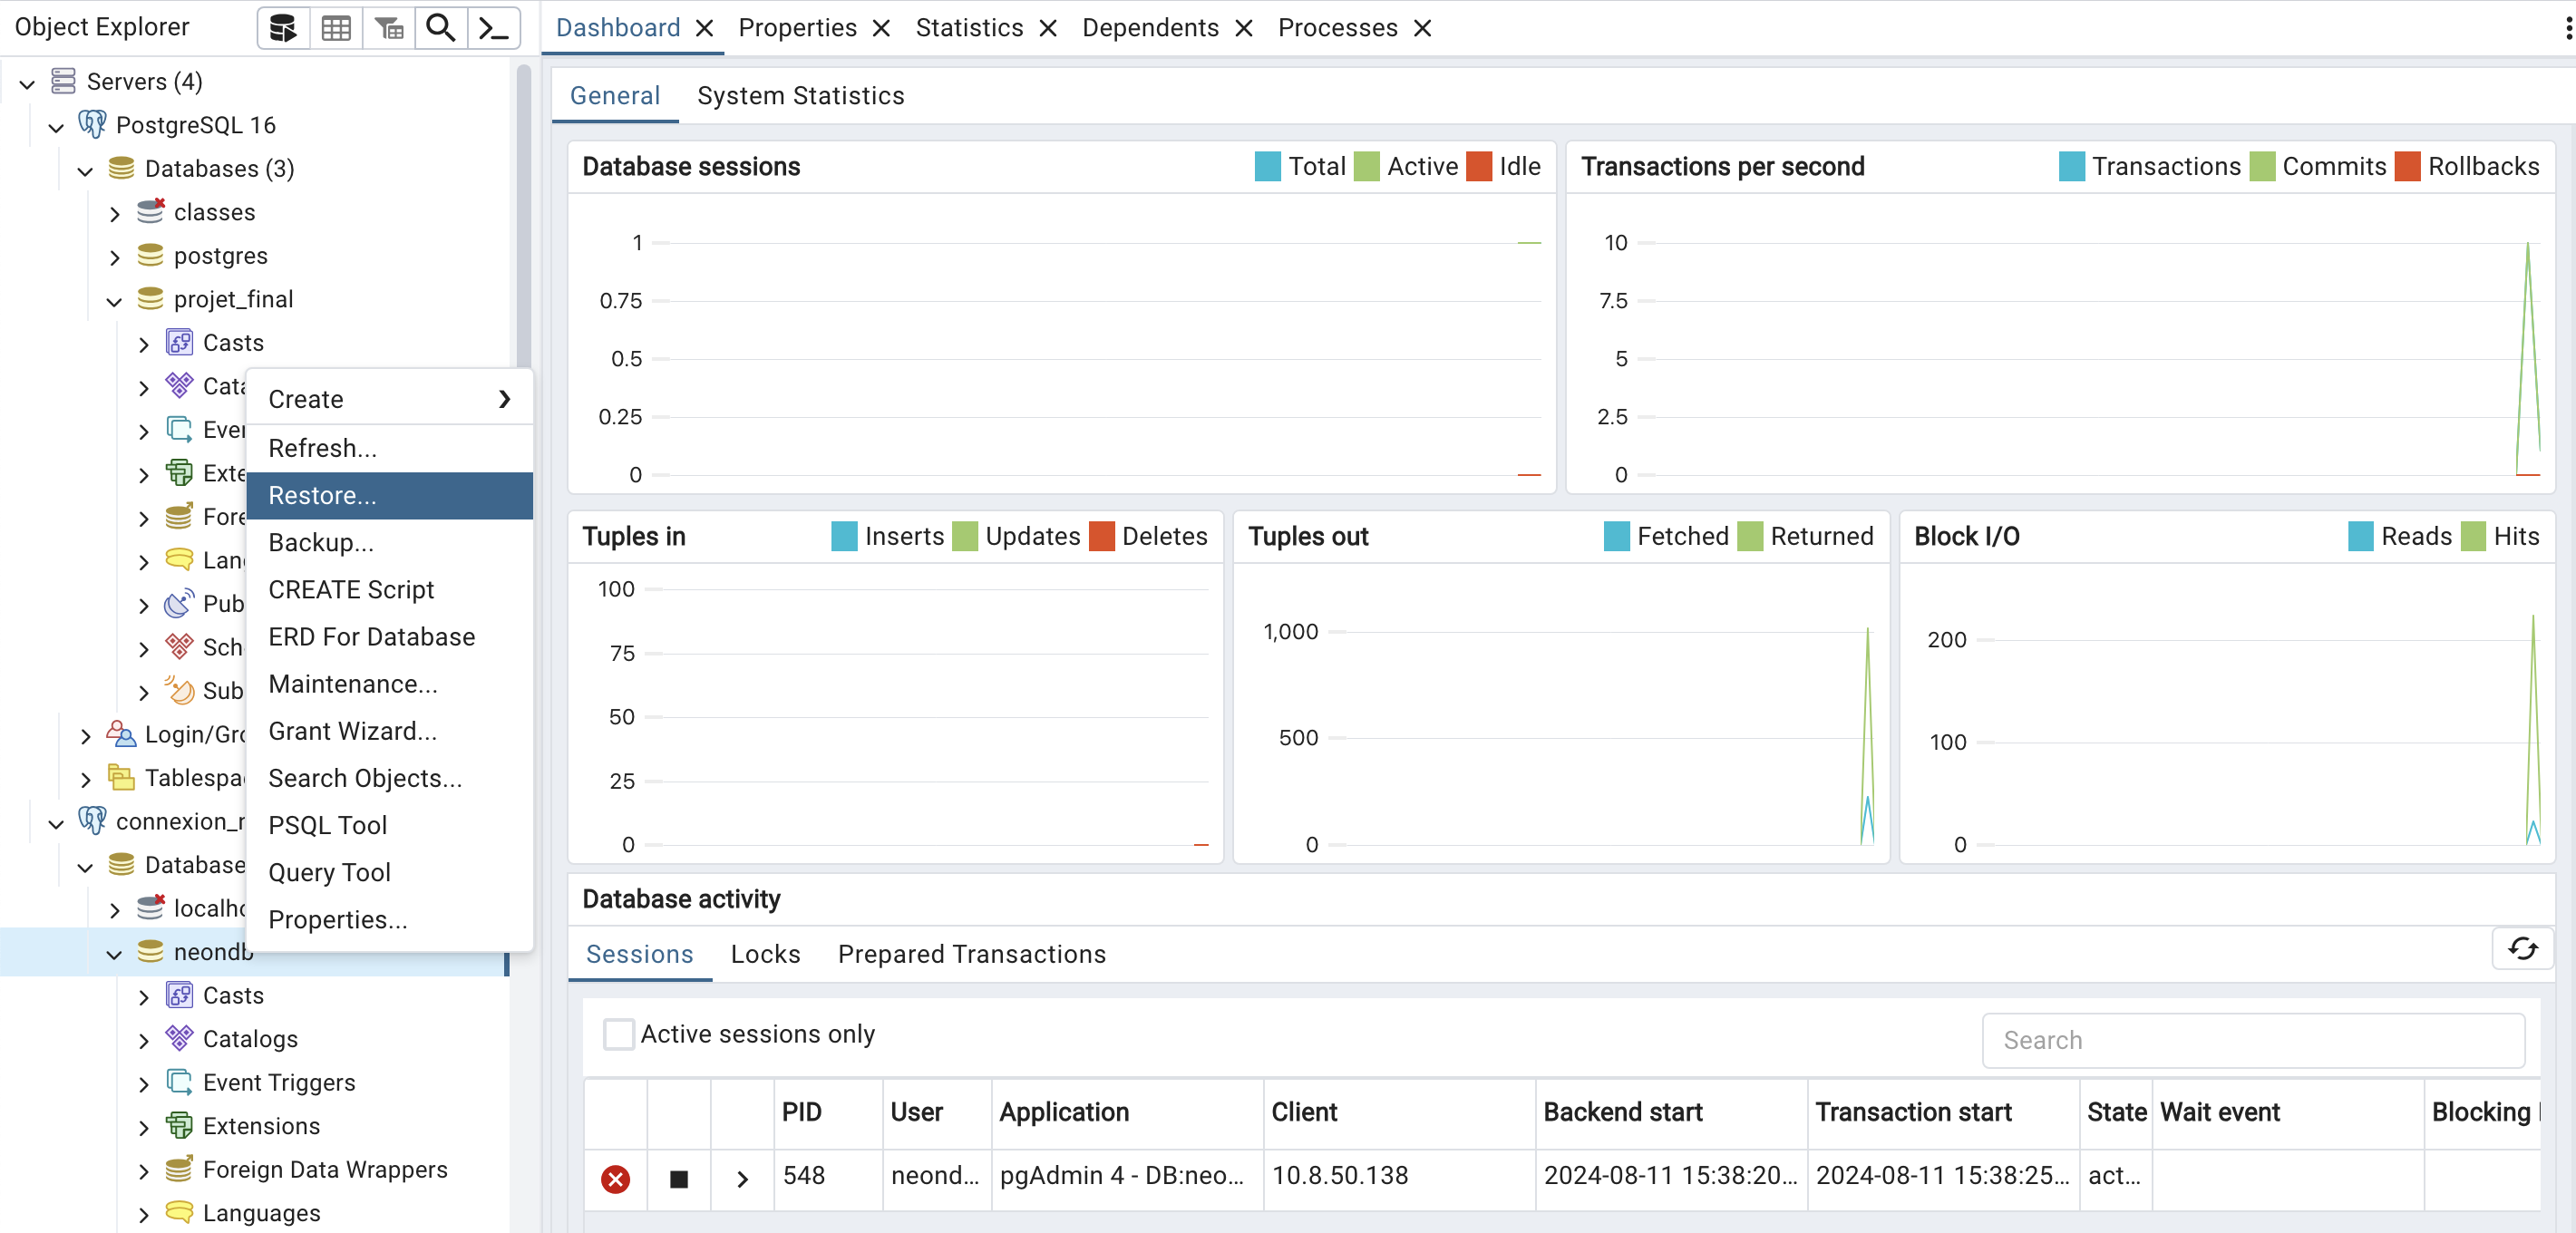 Object Explorer
Dashboard Properties Statistics Dependents Processes
Servers (4)
PostgreSQL 16
Databases (3)
classes
postgres
projet_final
Casts
Cata
Ever
Exte
Fore
Lan
Pub
Sch
Sub
Login/Gro
Tablespa
connexion_
Database
localho
neondb
Casts
Catalogs
Event Triggers
Extensions
Foreign Data Wrappers
Languages
Create
Refresh...
Restore...
Backup...
CREATE Script
ERD For Database
Maintenance...
Grant Wizard...
Search Objects...
PSQL Tool
Query Tool
Properties...
General System Statistics
Database sessions Total Active Idle
1
0.75
0.5
0.25
0
Transactions per second Transactions Commits Rollbacks
10
7.5
5
2.5
0
Tuples in Inserts Updates Deletes
100
75
50
25
0
Tuples out Fetched Returned
1,000
500
0
Block I/O Reads Hits
200
100
0
Database activity
Sessions Locks Prepared Transactions
Active sessions only Search
PID User Application Client Backend start Transaction start State Wait event Blocking
548 neond... pgAdmin 4 - DB:neo... 10.8.50.138 2024-08-11 15:38:20... 2024-08-11 15:38:25... act...